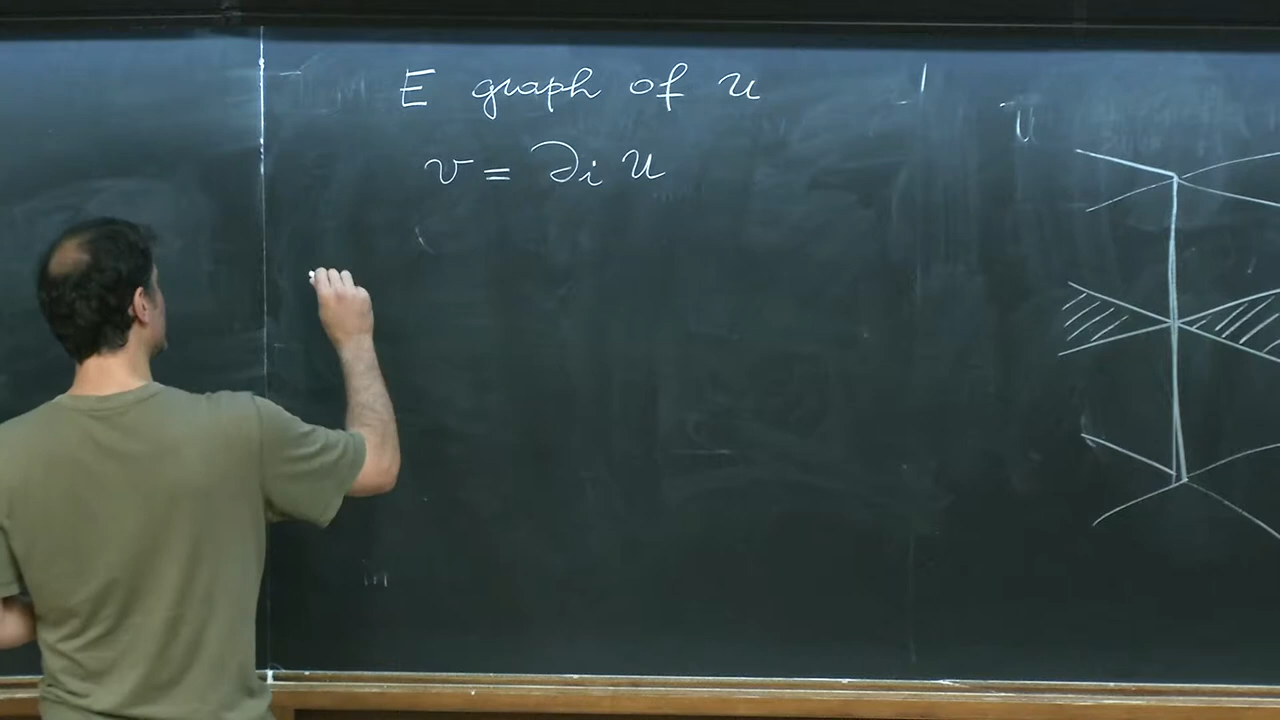 E graph of u
v = ∂i u